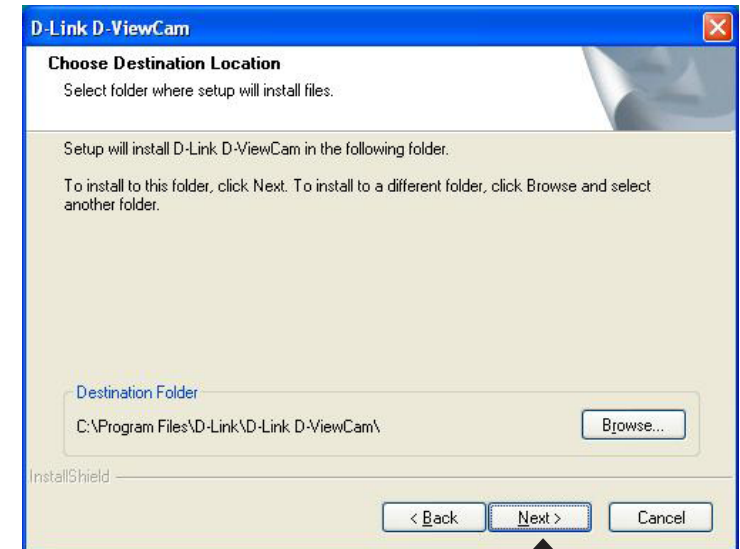 D-Link D-ViewCam
Choose Destination Location
Select folder where setup will install files.
Setup will install D-Link D-ViewCam in the following folder.
To install to this folder, click Next. To install to a different folder, click Browse and select
another folder.
Destination Folder
C:\Program Files\D-Link\D-Link D-ViewCam\
Browse...
InstallShield
< Back
Next >
Cancel